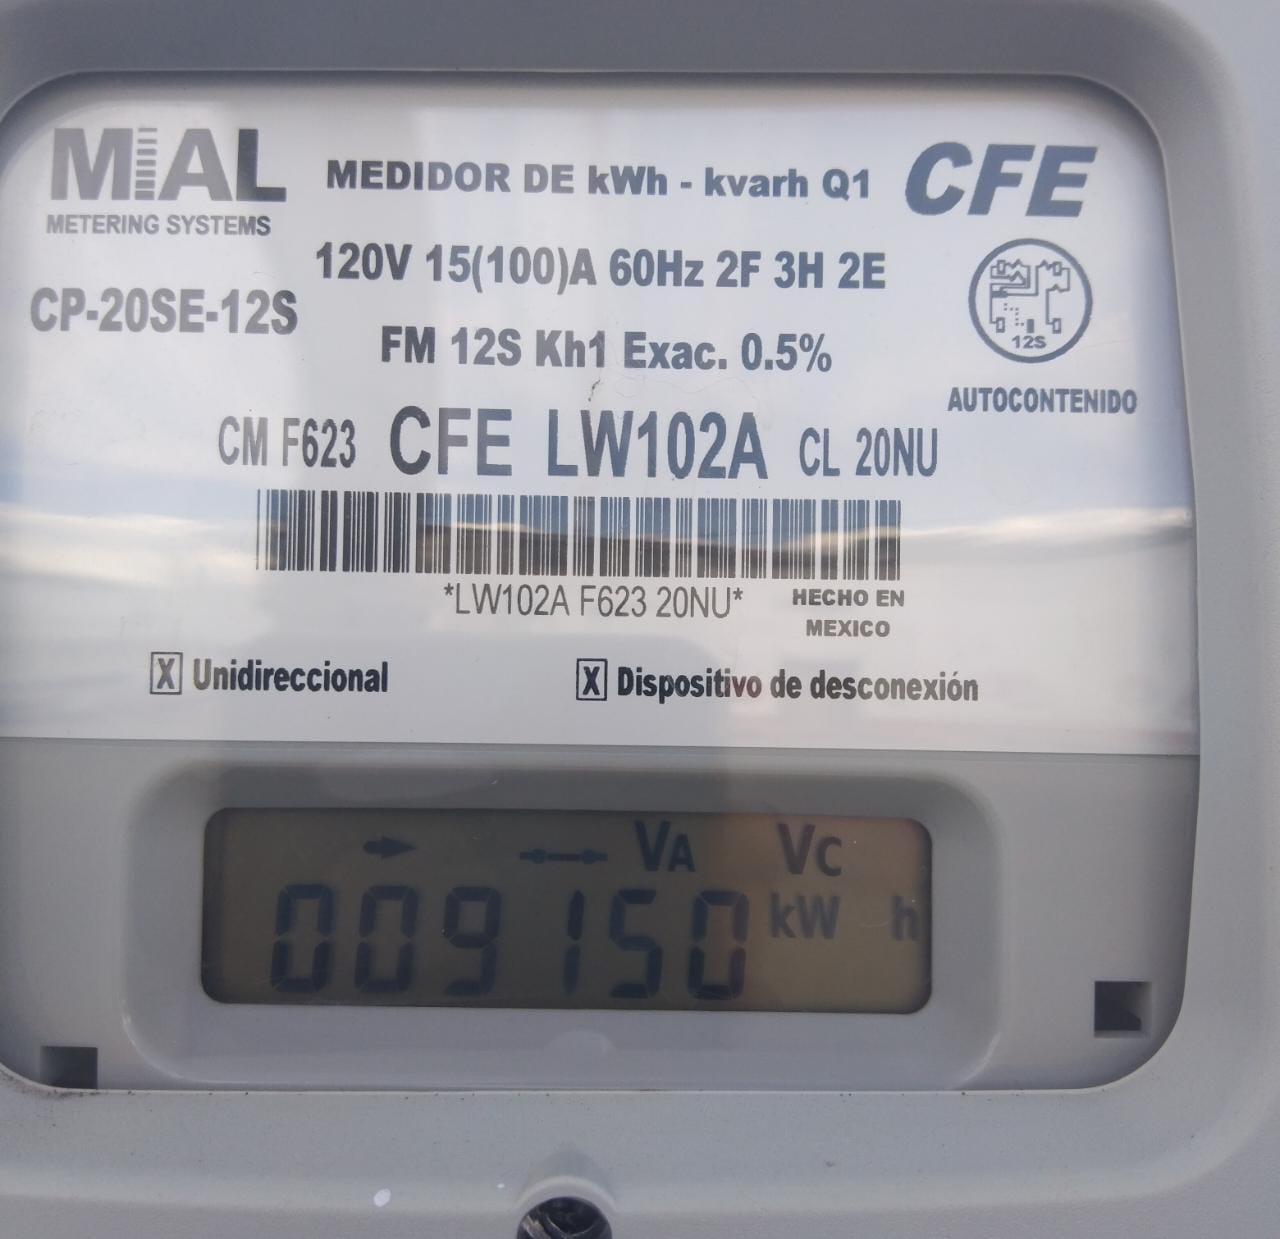 MIAL
METERING SYSTEMS
MEDIDOR DE kWh - kvarh Q1
CFE
120V 15(100)A 60Hz 2F 3H 2E
CP-20SE-12S
FM 12S Kh1 Exac. 0.5%
12S
AUTOCONTENIDO
CM F623 CFE LW102A CL 20NU
*LW102A F623 20NU*
HECHO EN
MEXICO
X Unidireccional
X Dispositivo de desconexión
VA VC
009150 kW h